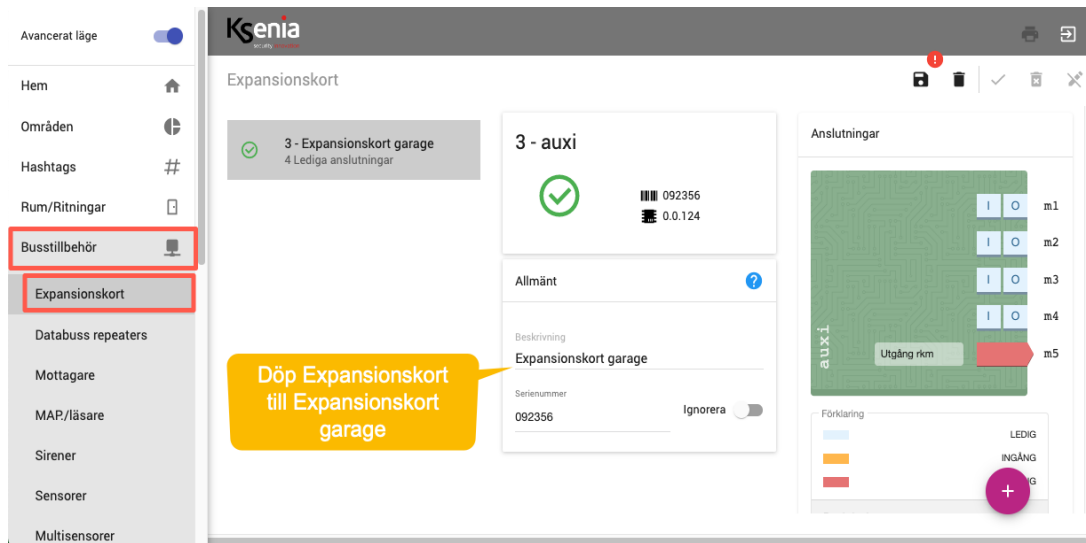 Avancerat läge
Hem
Områden
Hashtags
Rum/Ritningar
Busstillbehör
Expansionskort
Databuss repeaters
Mottagare
MAP./läsare
Sirener
Sensorer
Multisensorer
Ksenia
security
Expansionskort
!
3 - Expansionskort garage
4 Lediga anslutningar
3 - auxi
092356
0.0.124
Allmänt
?
Beskrivning
Expansionskort garage
Serienummer
092356
Ignorera
Döp Expansionskort
till Expansionskort
garage
Anslutningar
I O m1
I O m2
I O m3
I O m4
auxi
Utgång rkm m5
Förklaring
LEDIG
INGÅNG
+